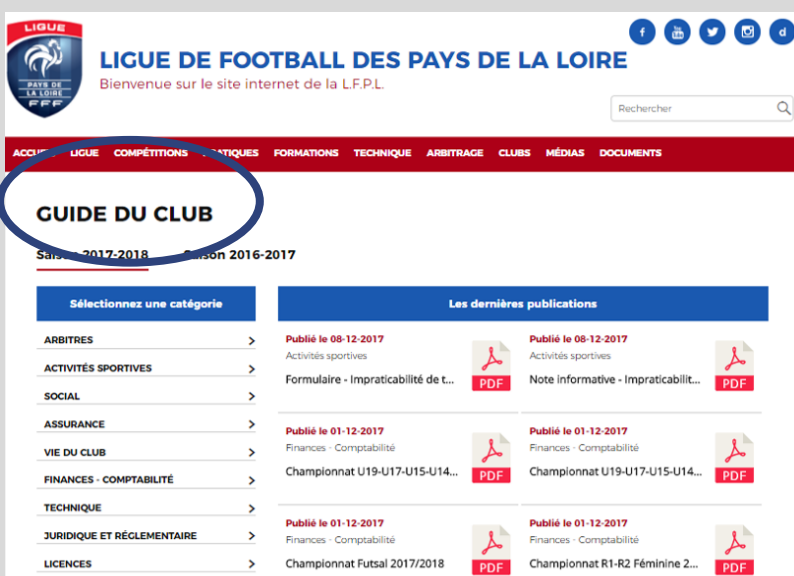 LIGUE
PAYS DE
LA LOIRE
FFF
LIGUE DE FOOTBALL DES PAYS DE LA LOIRE
Bienvenue sur le site internet de la L.F.P.L.
Rechercher
LIGUE COMPÉTITIONS PRATIQUES FORMATIONS TECHNIQUE ARBITRAGE CLUBS MÉDIAS DOCUMENTS
GUIDE DU CLUB
Saison 2017-2018 Saison 2016-2017
Sélectionnez une catégorie
ARBITRES
ACTIVITÉS SPORTIVES
SOCIAL
ASSURANCE
VIE DU CLUB
FINANCES - COMPTABILITÉ
TECHNIQUE
JURIDIQUE ET RÉGLEMENTAIRE
LICENCES
Les dernières publications
Publié le 08-12-2017
Activités sportives
Formulaire - Impraticabilité de t...
PDF
Publié le 08-12-2017
Activités sportives
Note informative - Impraticabilit...
PDF
Publié le 01-12-2017
Finances - Comptabilité
Championnat U19-U17-U15-U14...
PDF
Publié le 01-12-2017
Finances - Comptabilité
Championnat U19-U17-U15-U14...
PDF
Publié le 01-12-2017
Finances - Comptabilité
Championnat Futsal 2017/2018
PDF
Publié le 01-12-2017
Finances - Comptabilité
Championnat R1-R2 Féminine 2...
PDF